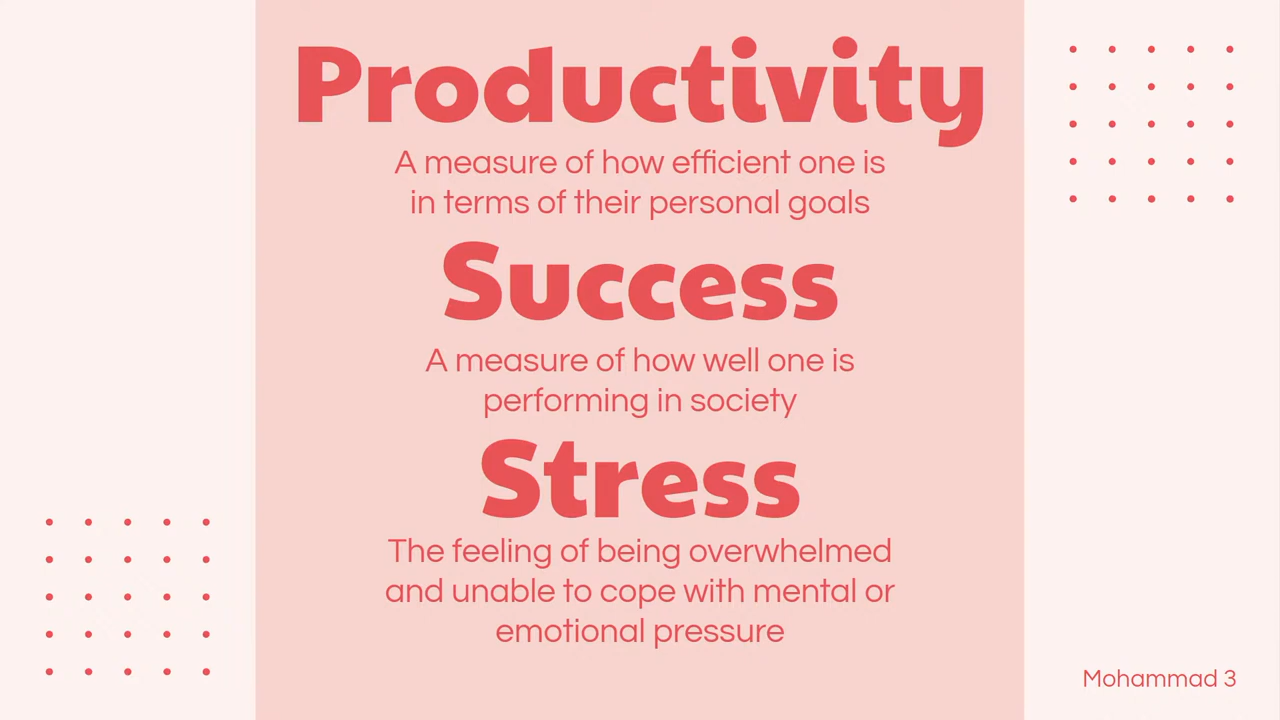 Productivity
A measure of how efficient one is
in terms of their personal goals
Success
A measure of how well one is
performing in society
Stress
The feeling of being overwhelmed
and unable to cope with mental or
emotional pressure
Mohammad 3